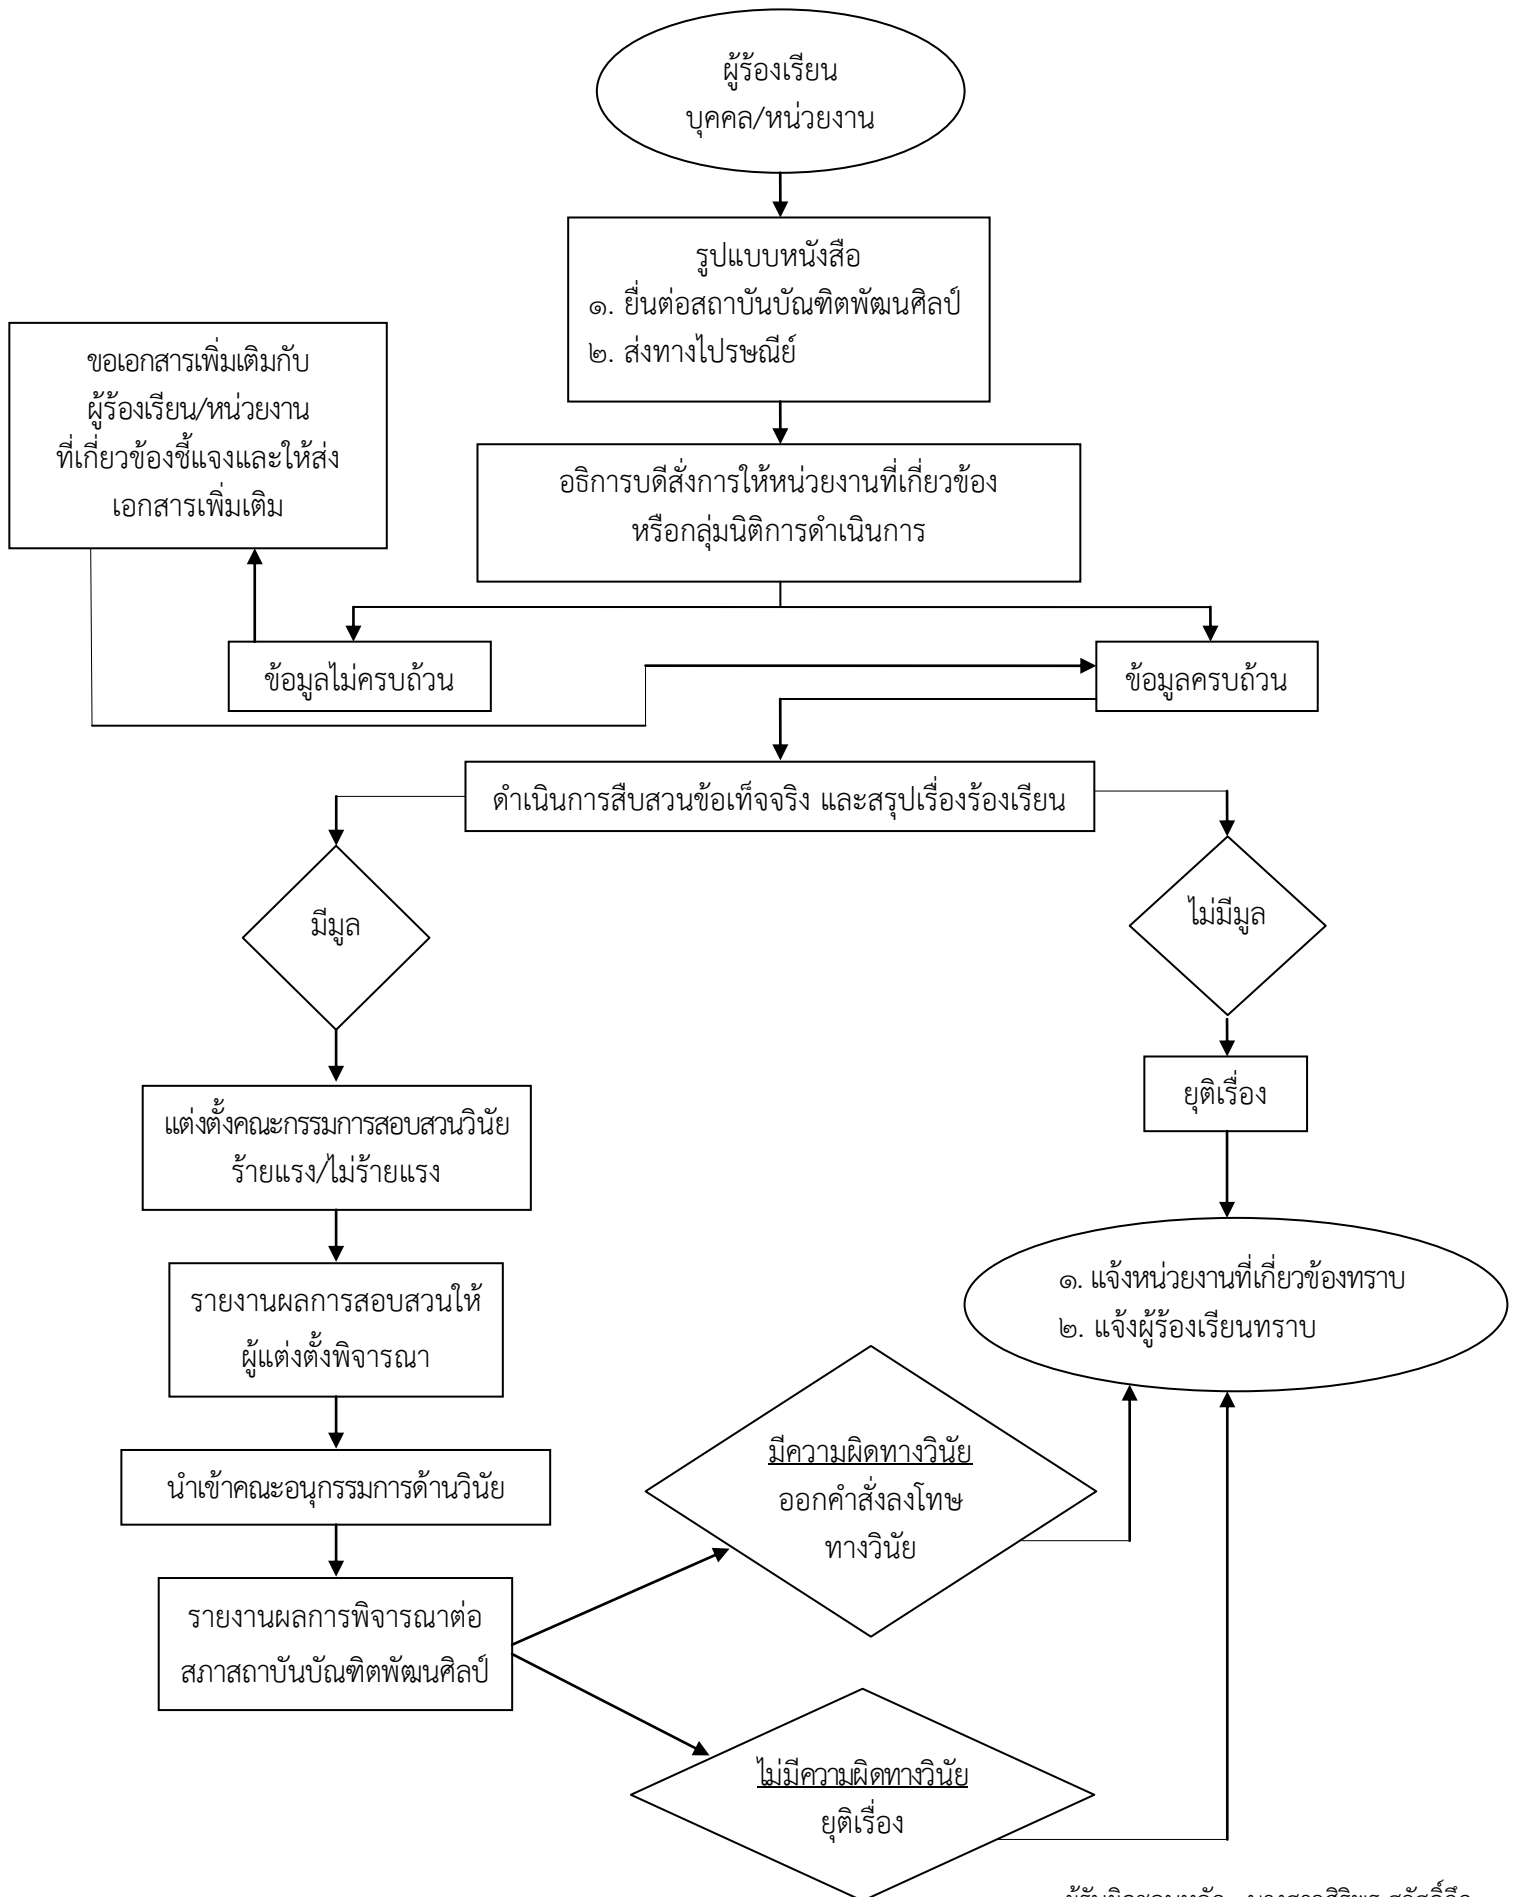 ผู้ร้องเรียน
บุคคล/หน่วยงาน
รูปแบบหนังสือ
๑. ยื่นต่อสถาบันบัณฑิตพัฒนศิลป์
๒. ส่งทางไปรษณีย์
ขอเอกสารเพิ่มเติมกับ
ผู้ร้องเรียน/หน่วยงาน
ที่เกี่ยวข้องชี้แจงและให้ส่ง
เอกสารเพิ่มเติม
อธิการบดีสั่งการให้หน่วยงานที่เกี่ยวข้อง
หรือกลุ่มนิติการดำเนินการ
ข้อมูลไม่ครบถ้วน
ข้อมูลครบถ้วน
ดำเนินการสืบสวนข้อเท็จจริง และสรุปเรื่องร้องเรียน
มีมูล
ไม่มีมูล
ยุติเรื่อง
แต่งตั้งคณะกรรมการสอบสวนวินัย
ร้ายแรง/ไม่ร้ายแรง
รายงานผลการสอบสวนให้
ผู้แต่งตั้งพิจารณา
๑. แจ้งหน่วยงานที่เกี่ยวข้องทราบ
๒. แจ้งผู้ร้องเรียนทราบ
นำเข้าคณะอนุกรรมการด้านวินัย
มีความผิดทางวินัย
ออกคำสั่งลงโทษ
ทางวินัย
รายงานผลการพิจารณาต่อ
สภาสถาบันบัณฑิตพัฒนศิลป์
ไม่มีความผิดทางวินัย
ยุติเรื่อง